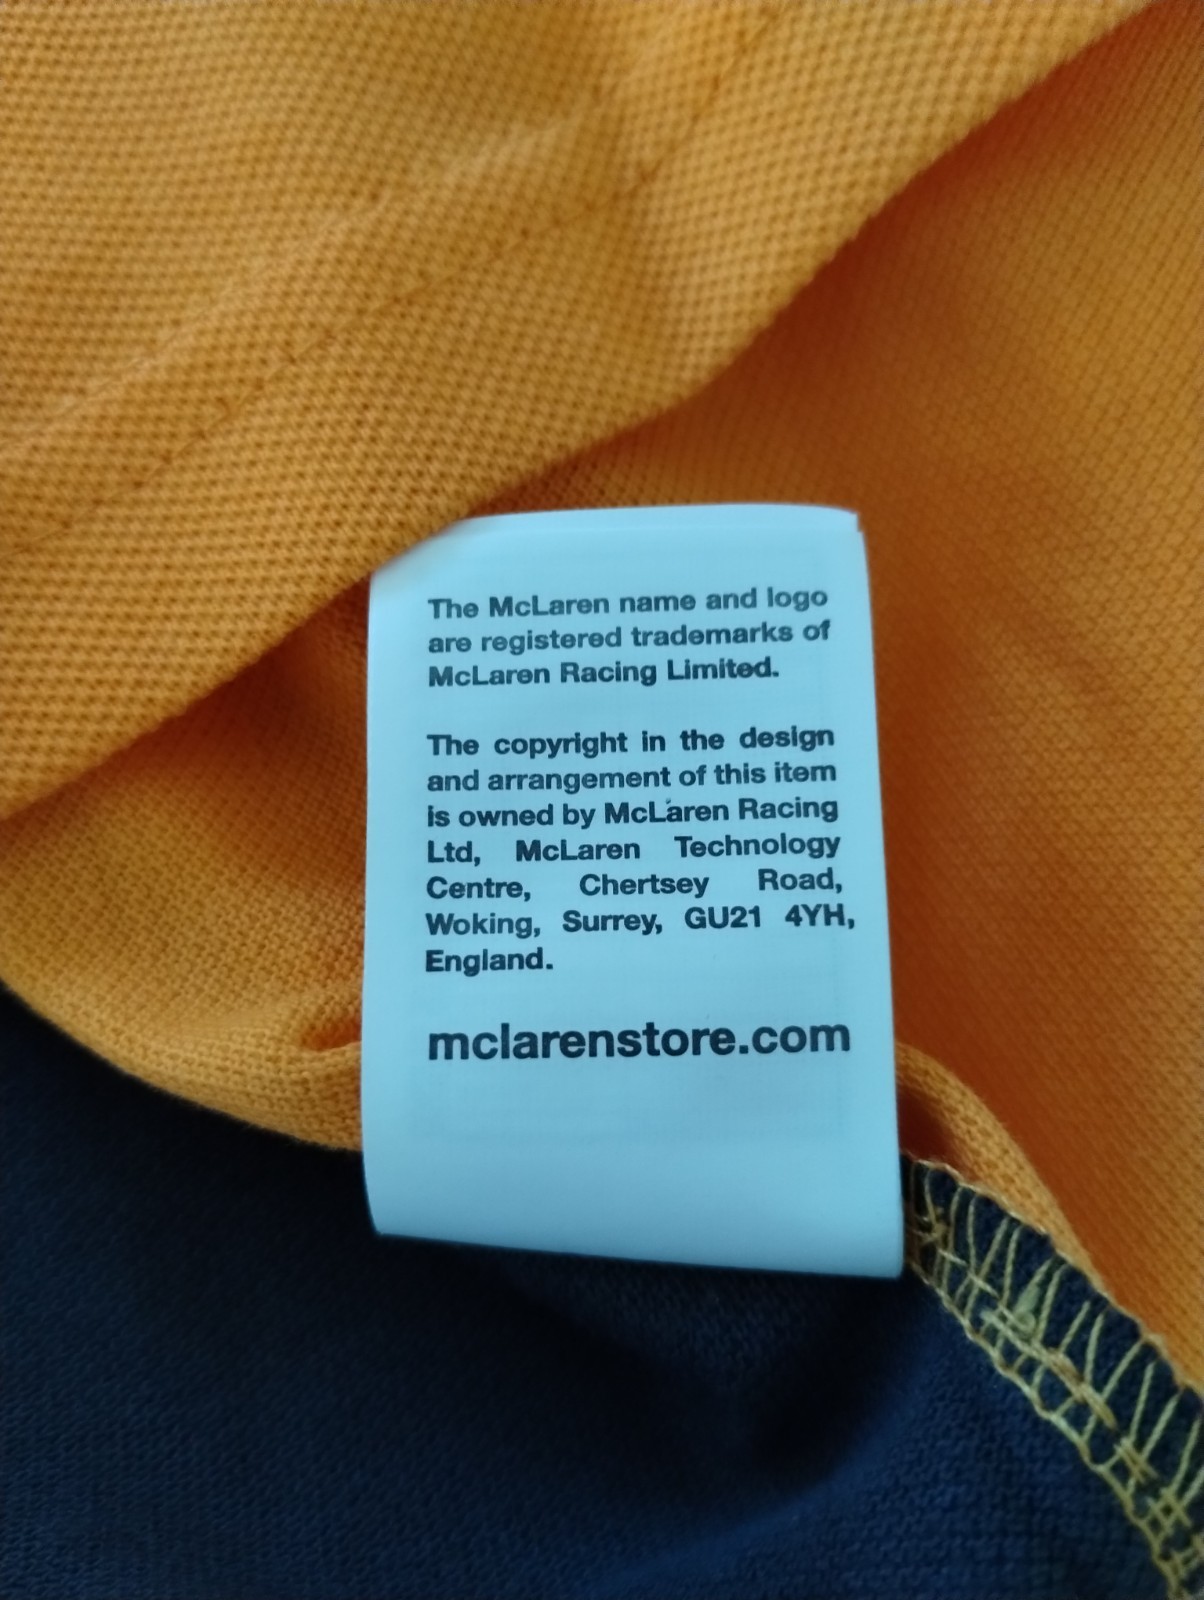 The McLaren name and logo
are registered trademarks of
McLaren Racing Limited.
The copyright in the design
and arrangement of this item
is owned by McLaren Racing
Ltd, McLaren Technology
Centre, Chertsey Road,
Woking, Surrey, GU21 4YH,
England.
mclarenstore.com